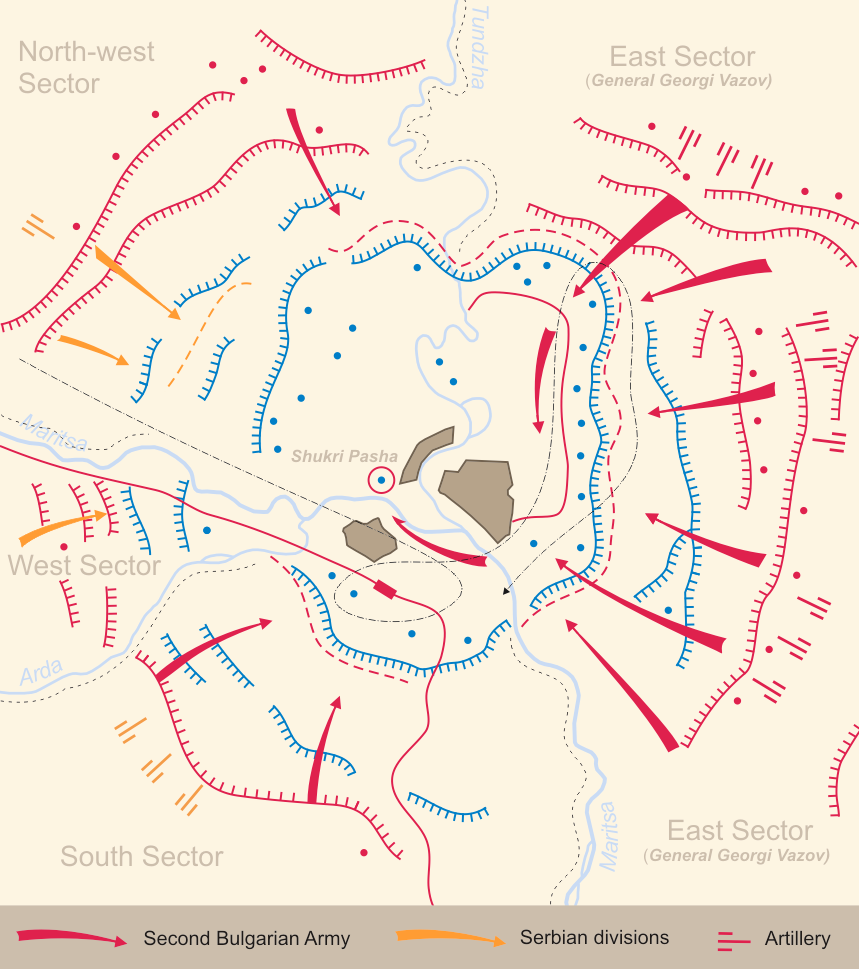 North-west
Sector
Tundzha
East Sector
(General Georgi Vazov)
Maritsa
Shukri Pasha
West Sector
Arda
South Sector
Maritsa
East Sector
(General Georgi Vazov)
Second Bulgarian Army
Serbian divisions
Artillery